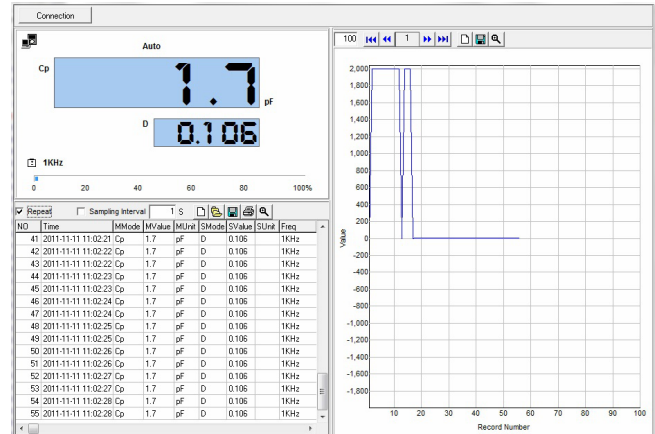 Connection
Auto
Cp
1.7
pF
D
0.106
1KHz
0 20 40 60 80 100%
Repeat Sampling Interval 1 S
NO Time MMode MValue MUnit SMode SValue SUnit Freq
41 2011-11-11 11:02:21 Cp 1.7 pF D 0.106 1KHz
42 2011-11-11 11:02:22 Cp 1.7 pF D 0.106 1KHz
43 2011-11-11 11:02:22 Cp 1.7 pF D 0.106 1KHz
44 2011-11-11 11:02:23 Cp 1.7 pF D 0.106 1KHz
45 2011-11-11 11:02:23 Cp 1.7 pF D 0.106 1KHz
46 2011-11-11 11:02:24 Cp 1.7 pF D 0.106 1KHz
47 2011-11-11 11:02:24 Cp 1.7 pF D 0.106 1KHz
48 2011-11-11 11:02:25 Cp 1.7 pF D 0.106 1KHz
49 2011-11-11 11:02:25 Cp 1.7 pF D 0.106 1KHz
50 2011-11-11 11:02:26 Cp 1.7 pF D 0.106 1KHz
51 2011-11-11 11:02:26 Cp 1.7 pF D 0.106 1KHz
52 2011-11-11 11:02:27 Cp 1.7 pF D 0.106 1KHz
53 2011-11-11 11:02:27 Cp 1.7 pF D 0.106 1KHz
54 2011-11-11 11:02:28 Cp 1.7 pF D 0.106 1KHz
55 2011-11-11 11:02:28 Cp 1.7 pF D 0.106 1KHz
100 1
2,000
1,800
1,600
1,400
1,200
1,000
800
600
400
200
0
-200
-400
-600
-800
-1,000
-1,200
-1,400
-1,600
-1,800
Value
10 20 30 40 50 60 70 80 90 100
Record Number